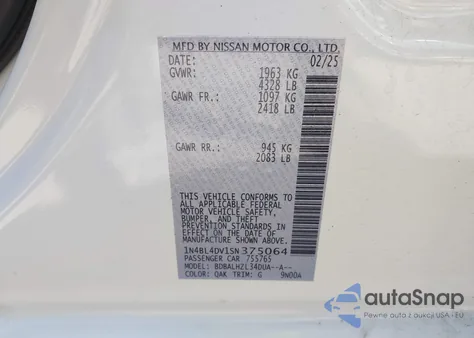 MFD BY NISSAN MOTOR CO., LTD.
DATE: 02/25
GVWR: 1963 KG
4328 LB
GAWR FR.: 1097 KG
2418 LB
GAWR RR.: 945 KG
2083 LB
THIS VEHICLE CONFORMS TO
ALL APPLICABLE FEDERAL
MOTOR VEHICLE SAFETY,
BUMPER, AND THEFT
PREVENTION STANDARDS
IN EFFECT ON THE DATE
OF MANUFACTURE SHOWN ABOVE.
1N4BL4DV1SN375064
PASSENGER CAR 755765
MODEL: BDBALHZL34DUA--A--
COLOR: QAK TRIM: G 9W00A
autoSnap
Pewne auto z aukcji USA - EU